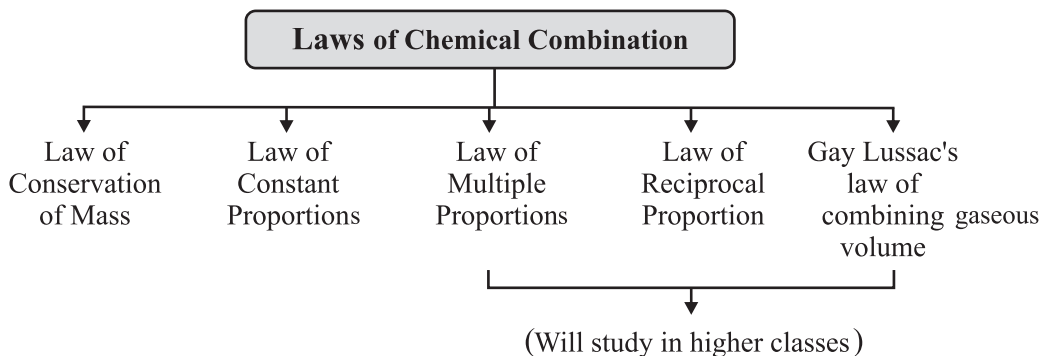 Laws of Chemical Combination
Law of
Conservation
of Mass
Law of
Constant
Proportions
Law of
Multiple
Proportions
Law of
Reciprocal
Proportion
Gay Lussac's
law of
combining gaseous
volume
(Will study in higher classes)